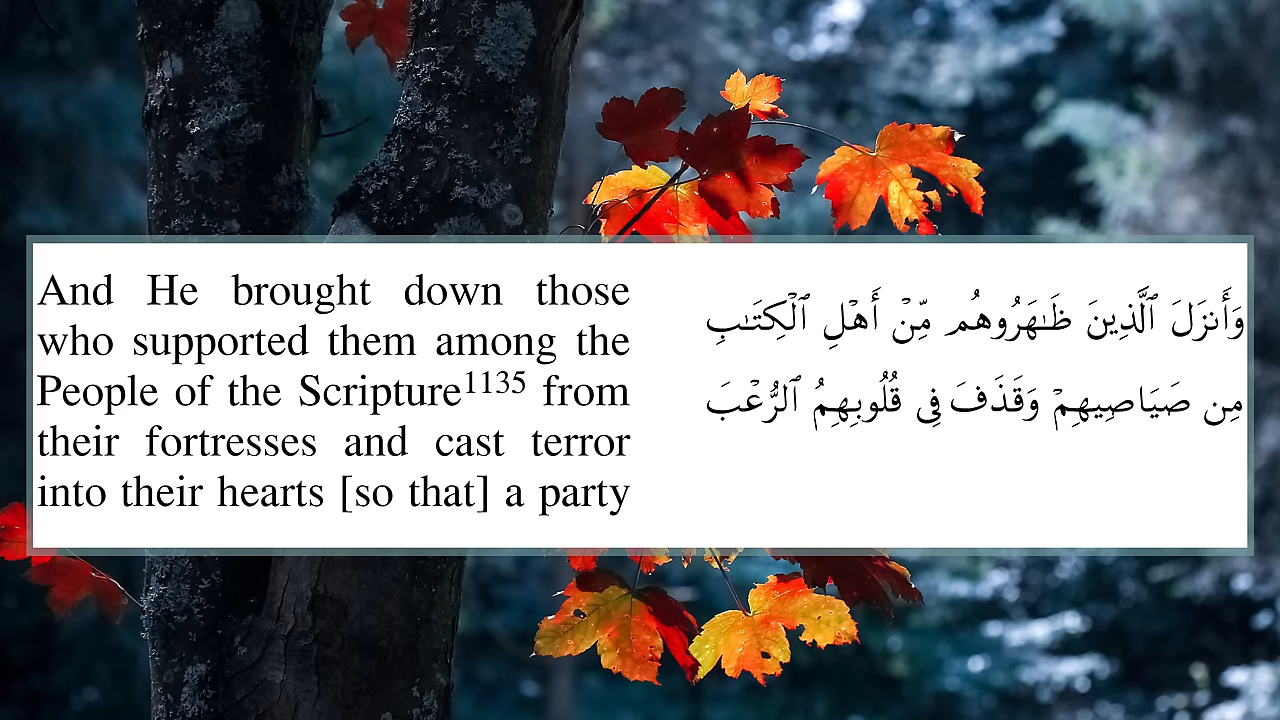 And He brought down those
who supported them among the
People of the Scripture¹¹³⁵ from
their fortresses and cast terror
into their hearts [so that] a party
وَأَنزَلَ ٱلَّذِينَ ظَـٰهَرُوهُم مِّنْ أَهْلِ ٱلْكِتَـٰبِ
مِن صَيَاصِيهِمْ وَقَذَفَ فِى قُلُوبِهِمُ ٱلرُّعْبَ